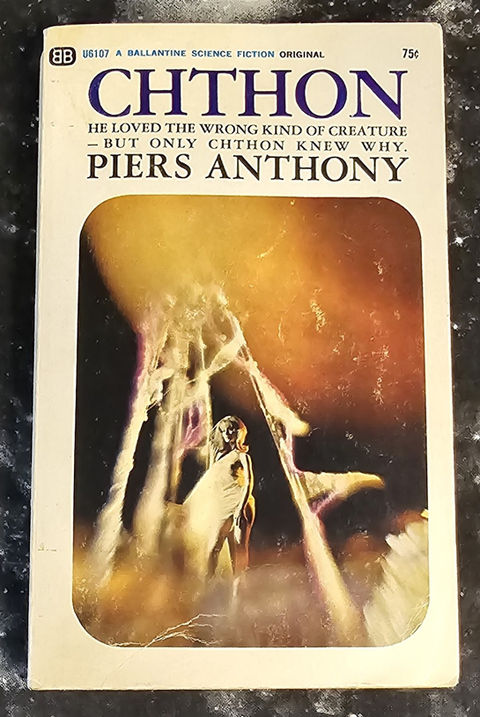 BB U6107 A BALLANTINE SCIENCE FICTION ORIGINAL 75¢
CHTHON
HE LOVED THE WRONG KIND OF CREATURE
—BUT ONLY CHTHON KNEW WHY.
PIERS ANTHONY